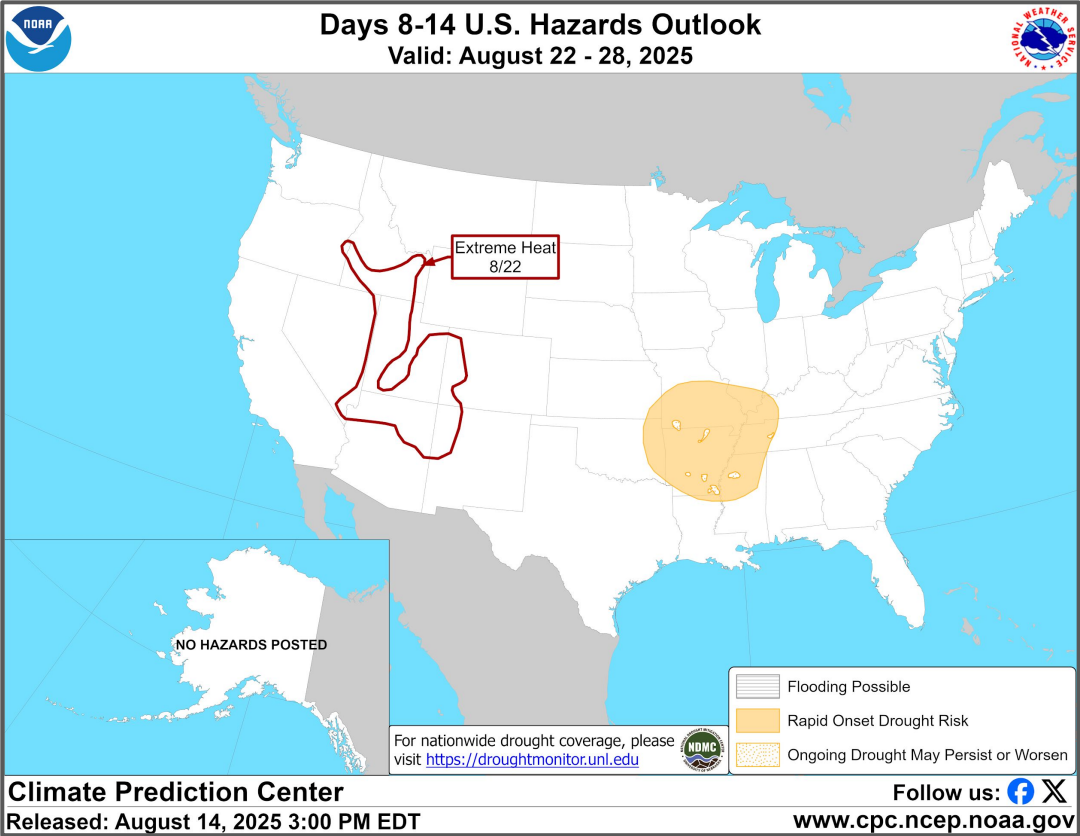 NOAA
Days 8-14 U.S. Hazards Outlook
Valid: August 22 - 28, 2025
NATIONAL WEATHER SERVICE
Extreme Heat
8/22
NO HAZARDS POSTED
Flooding Possible
Rapid Onset Drought Risk
Ongoing Drought May Persist or Worsen
For nationwide drought coverage, please
visit https://droughtmonitor.unl.edu
NDMC
Climate Prediction Center
Follow us:
Released: August 14, 2025 3:00 PM EDT
www.cpc.ncep.noaa.gov